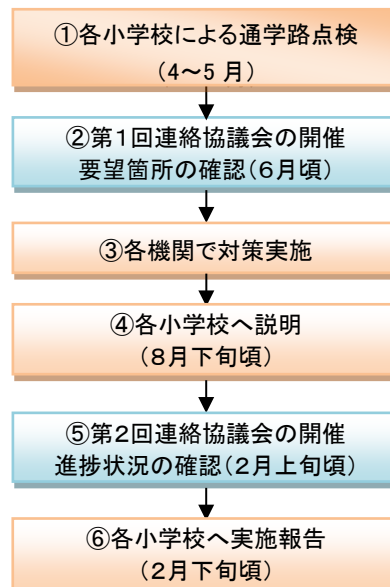 ①各小学校による通学路点検
(4～5月)
②第1回連絡協議会の開催
要望箇所の確認(6月頃)
③各機関で対策実施
④各小学校へ説明
(8月下旬頃)
⑤第2回連絡協議会の開催
進捗状況の確認(2月上旬頃)
⑥各小学校へ実施報告
(2月下旬頃)